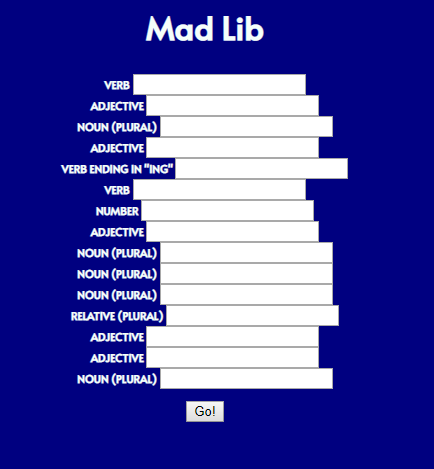 Mad Lib
VERB
ADJECTIVE
NOUN (PLURAL)
ADJECTIVE
VERB ENDING IN "ING"
VERB
NUMBER
ADJECTIVE
NOUN (PLURAL)
NOUN (PLURAL)
NOUN (PLURAL)
RELATIVE (PLURAL)
ADJECTIVE
ADJECTIVE
NOUN (PLURAL)
Go!